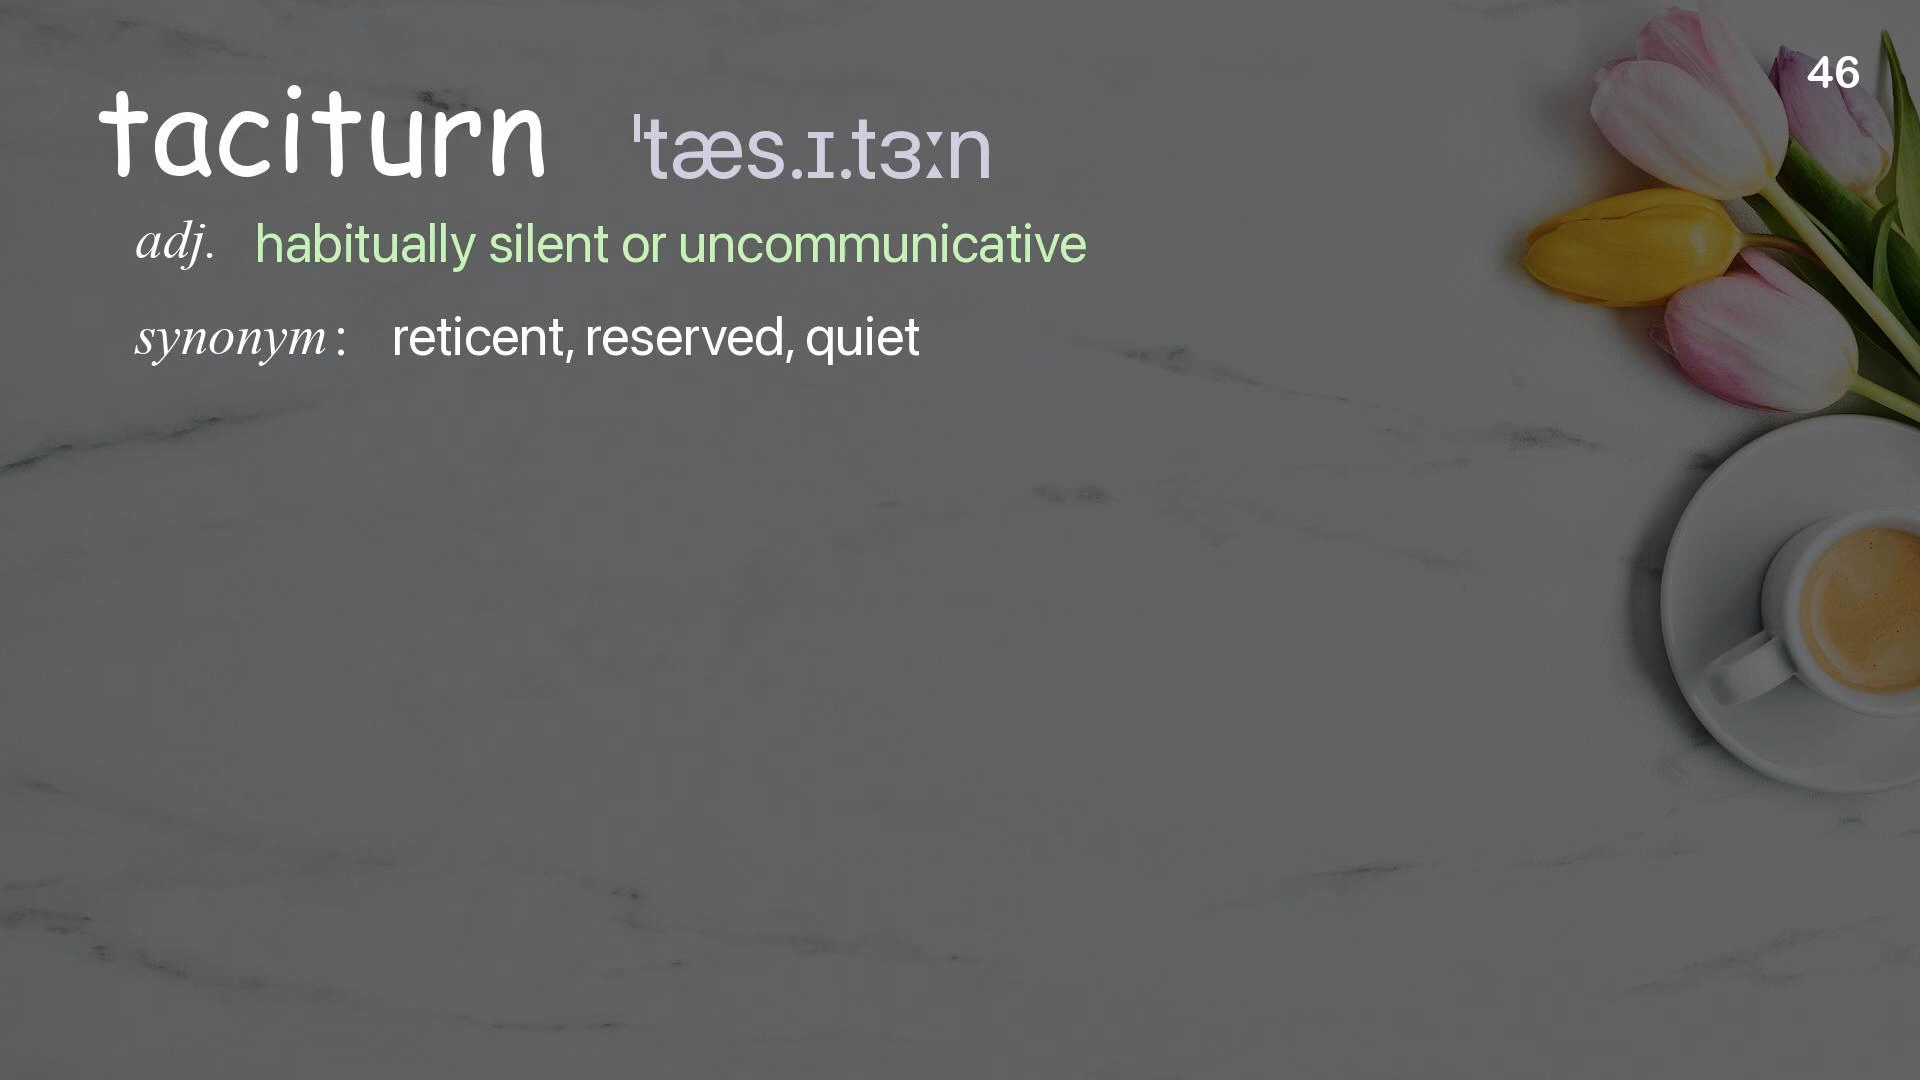 46
taciturn ˈtæs.ɪ.tɜːn
adj. habitually silent or uncommunicative
synonym : reticent, reserved, quiet